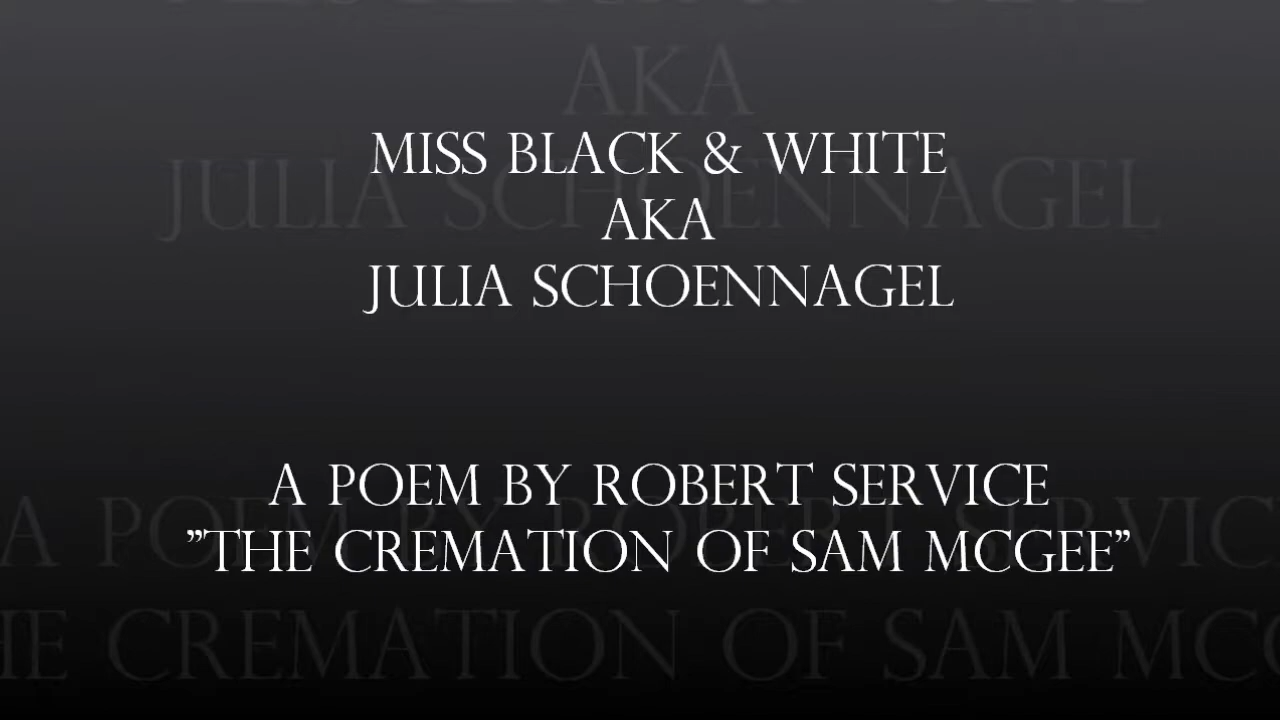 MISS BLACK & WHITE
AKA
JULIA SCHOENNAGEL
A POEM BY ROBERT SERVICE
”THE CREMATION OF SAM MCGEE”